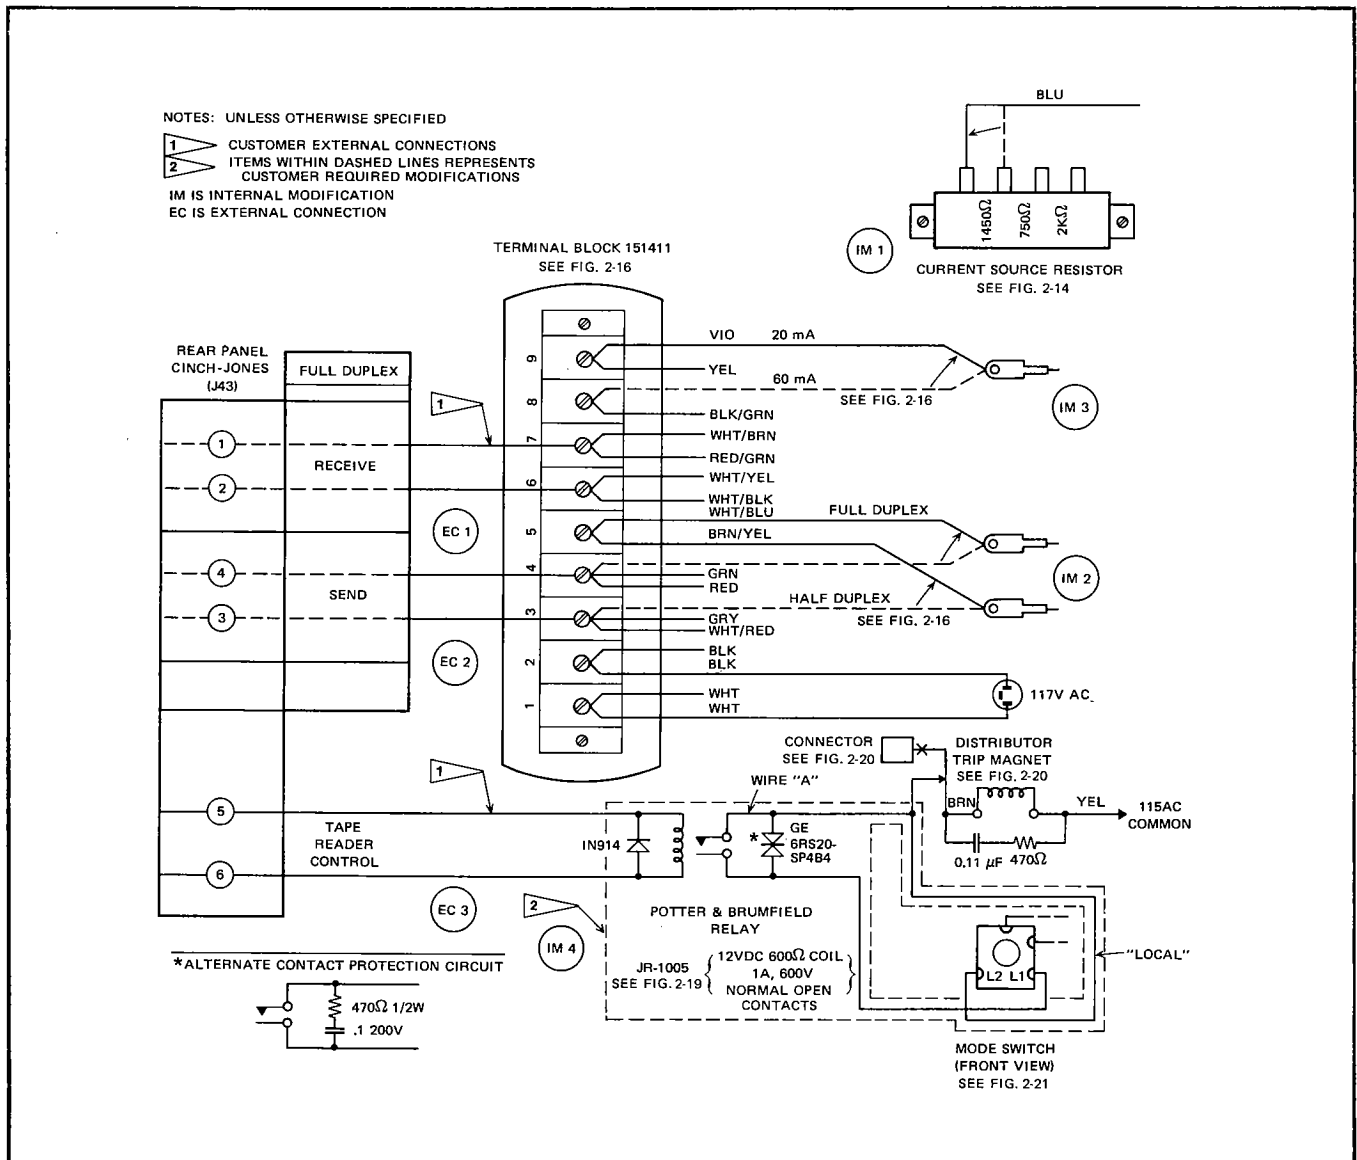 NOTES: UNLESS OTHERWISE SPECIFIED
1 CUSTOMER EXTERNAL CONNECTIONS
2 ITEMS WITHIN DASHED LINES REPRESENTS
CUSTOMER REQUIRED MODIFICATIONS
IM IS INTERNAL MODIFICATION
EC IS EXTERNAL CONNECTION
BLU
1450Ω
750Ω
2KΩ
IM 1
CURRENT SOURCE RESISTOR
SEE FIG. 2-14
TERMINAL BLOCK 151411
SEE FIG. 2-16
REAR PANEL
CINCH-JONES
(J43)
FULL DUPLEX
1
RECEIVE
2
4
SEND
3
1
EC 1
EC 2
9
8
7
6
5
4
3
2
1
VIO 20 mA
YEL
60 mA
SEE FIG. 2-16
IM 3
BLK/GRN
WHT/BRN
RED/GRN
WHT/YEL
WHT/BLK
WHT/BLU FULL DUPLEX
BRN/YEL
GRN
RED
IM 2
HALF DUPLEX
GRY
SEE FIG. 2-16
WHT/RED
BLK
BLK
WHT
WHT
117V AC
1
5
TAPE
READER
CONTROL
6
EC 3
CONNECTOR
SEE FIG. 2-20
DISTRIBUTOR
TRIP MAGNET
SEE FIG. 2-20
WIRE "A"
BRN
YEL
115AC
COMMON
0.11 µF 470Ω
IN914
*
GE
6RS20-
SP4B4
2
IM 4
POTTER & BRUMFIELD
RELAY
JR-1005
SEE FIG. 2-19
12VDC 600Ω COIL
1A, 600V
NORMAL OPEN
CONTACTS
L2 L1
"LOCAL"
MODE SWITCH
(FRONT VIEW)
SEE FIG. 2-21
*ALTERNATE CONTACT PROTECTION CIRCUIT
470Ω 1/2W
.1 200V